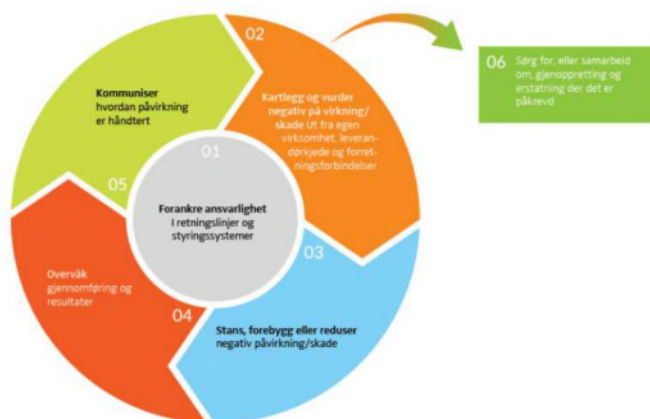 01
Forankre ansvarlighet
I retningslinjer og
styringssystemer
02
Kartlegg og vurder
negativ på virkning/
skade Ut fra egen
virksomhet, leveran-
dørkjede og forret-
ningsforbindelser
03
Stans, forebygg eller reduser
negativ påvirkning/skade
04
Overvåk
gjennomføring og
resultater
05
Kommuniser
hvordan påvirkning
er håndtert
06 Sørg for, eller samarbeid
om, gjenoppretting og
erstatning der det er
påkrevd